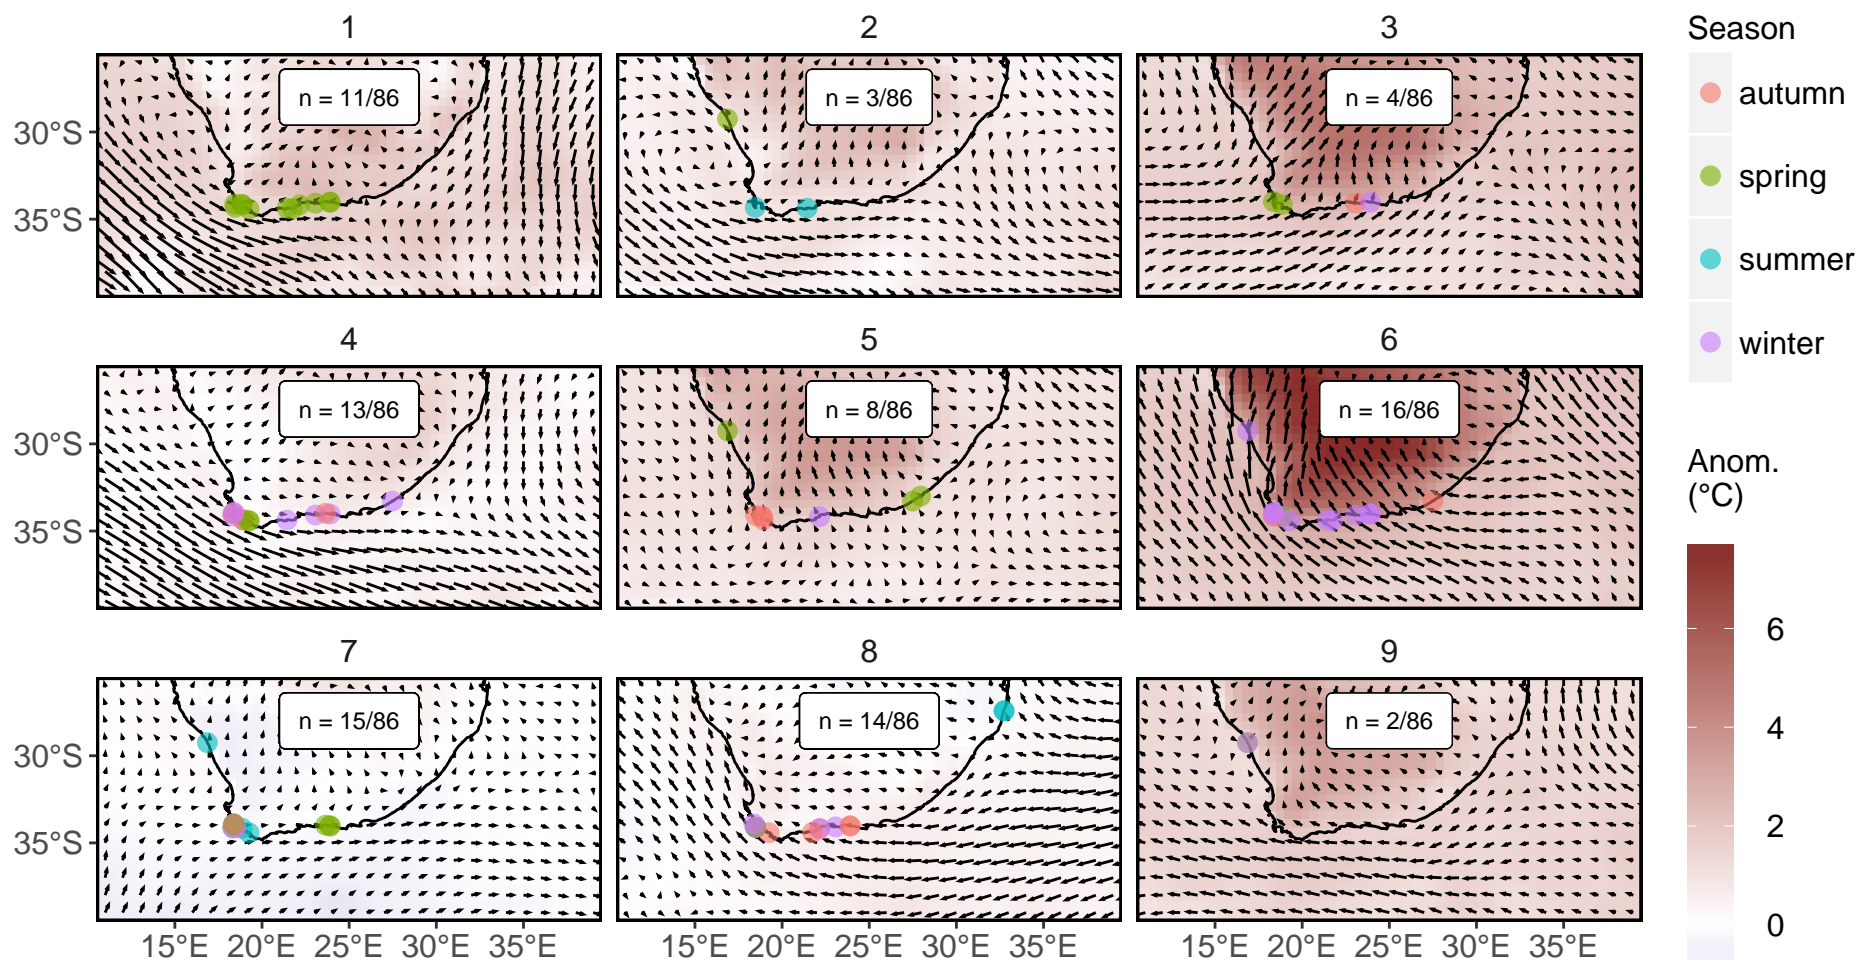 1
2
3
Season
n = 11/86
n = 3/86
n = 4/86
autumn
30°S
spring
35°S
summer
winter
4
5
6
n = 13/86
n = 8/86
n = 16/86
30°S
35°S
Anom.
(°C)
6
4
2
0
7
8
9
n = 15/86
n = 14/86
n = 2/86
30°S
35°S
15°E 20°E 25°E 30°E 35°E
15°E 20°E 25°E 30°E 35°E
15°E 20°E 25°E 30°E 35°E